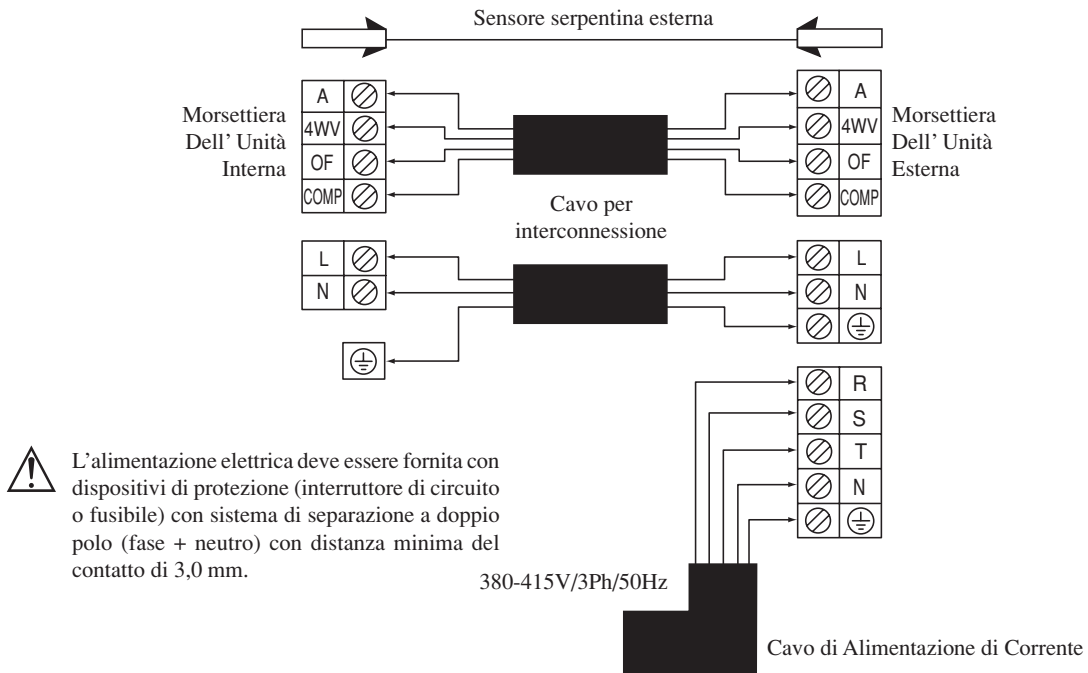 Sensore serpentina esterna
Morsettiera
Dell' Unità
Interna
A
4WV
OF
COMP
L
N
Cavo per
interconnessione
A
4WV
OF
COMP
Morsettiera
Dell' Unità
Esterna
L
N
R
S
T
N
L'alimentazione elettrica deve essere fornita con
dispositivi di protezione (interruttore di circuito
o fusibile) con sistema di separazione a doppio
polo (fase + neutro) con distanza minima del
contatto di 3,0 mm.
380-415V/3Ph/50Hz
Cavo di Alimentazione di Corrente